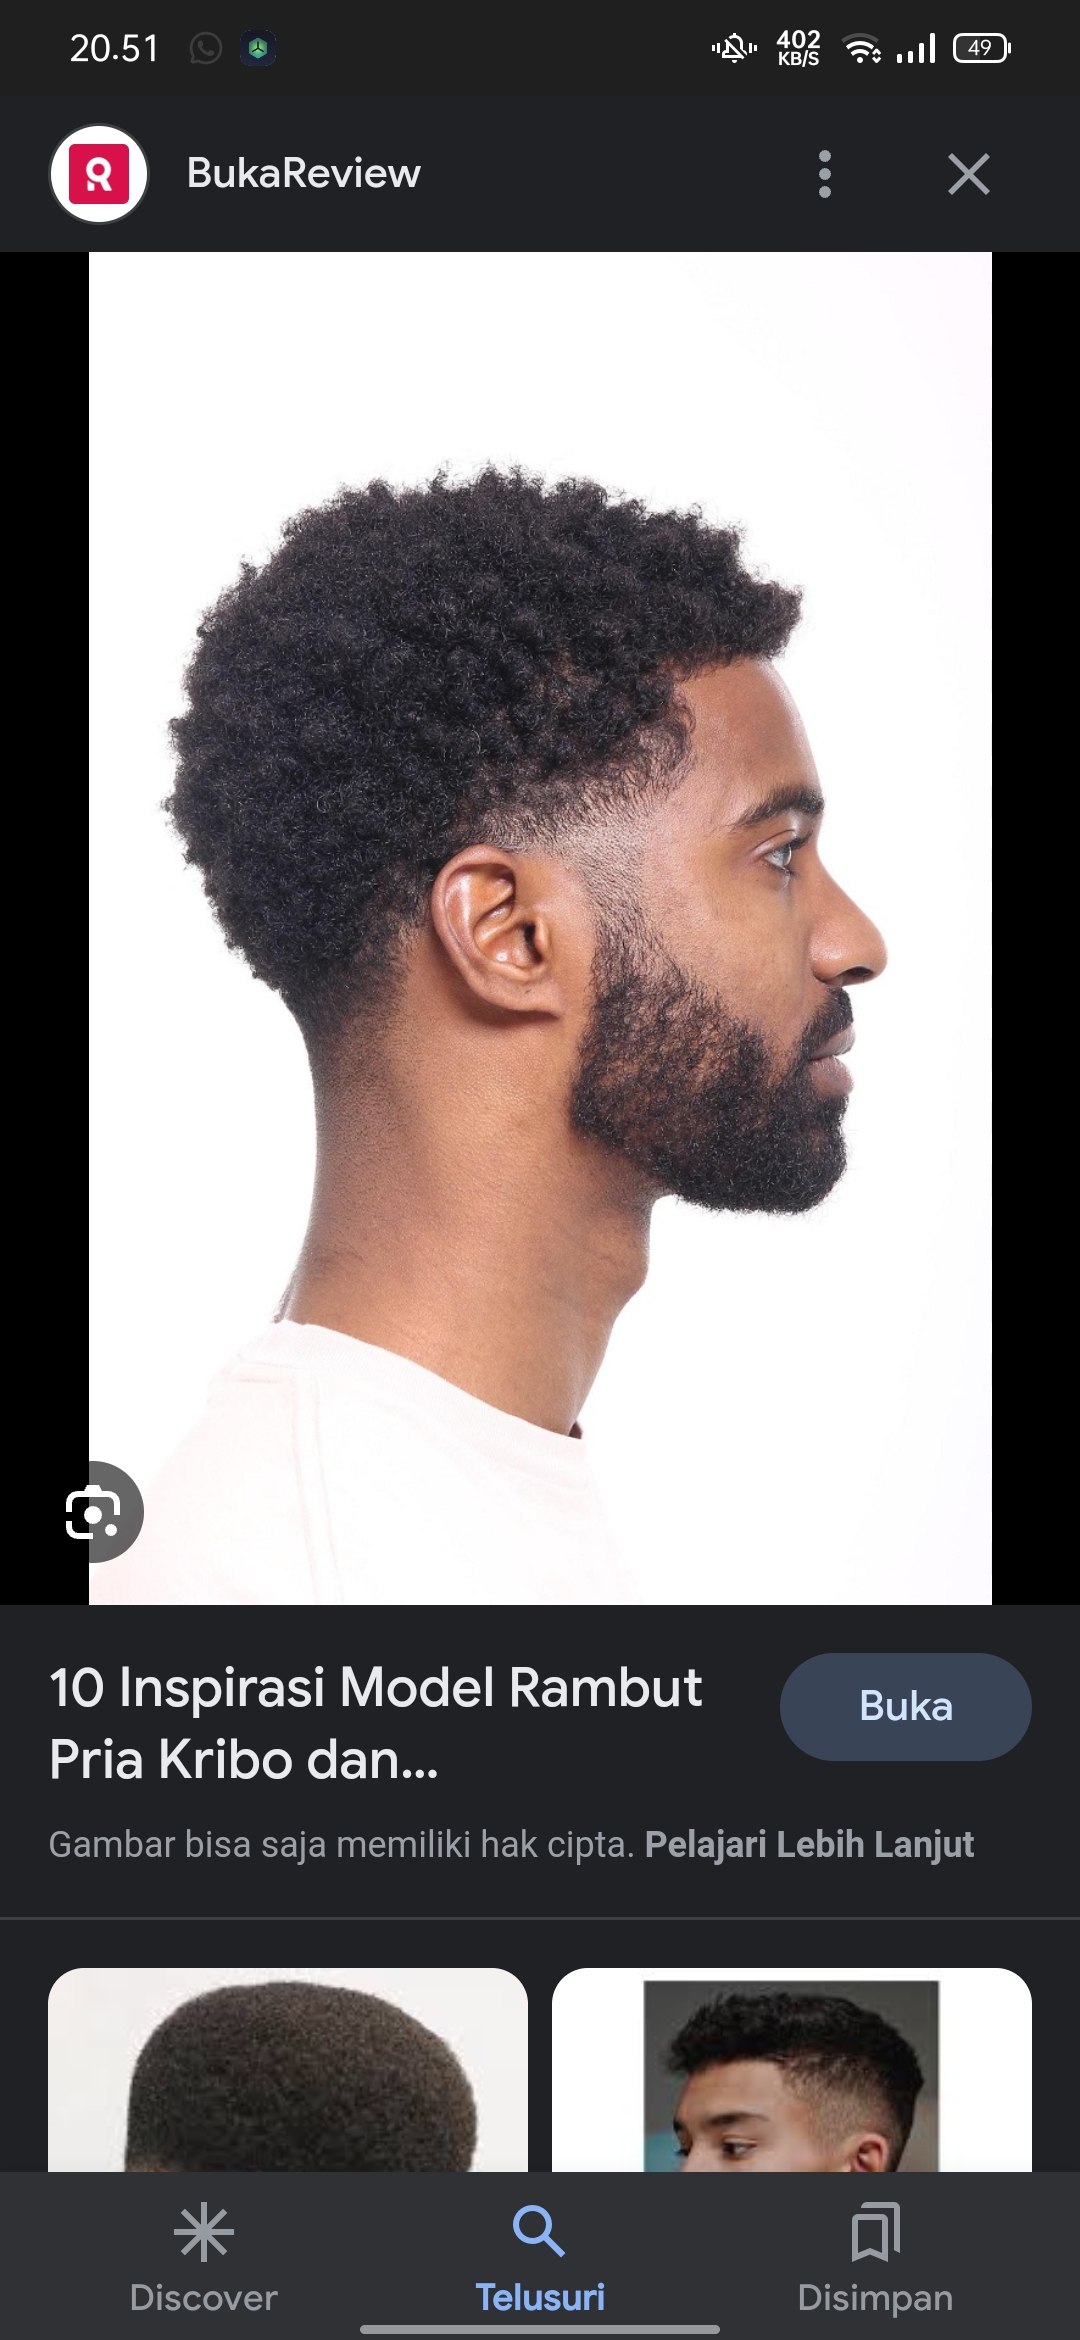 20.51
402
KB/S
49
BukaReview
10 Inspirasi Model Rambut
Pria Kribo dan...
Buka
Gambar bisa saja memiliki hak cipta. Pelajari Lebih Lanjut
Discover
Telusuri
Disimpan